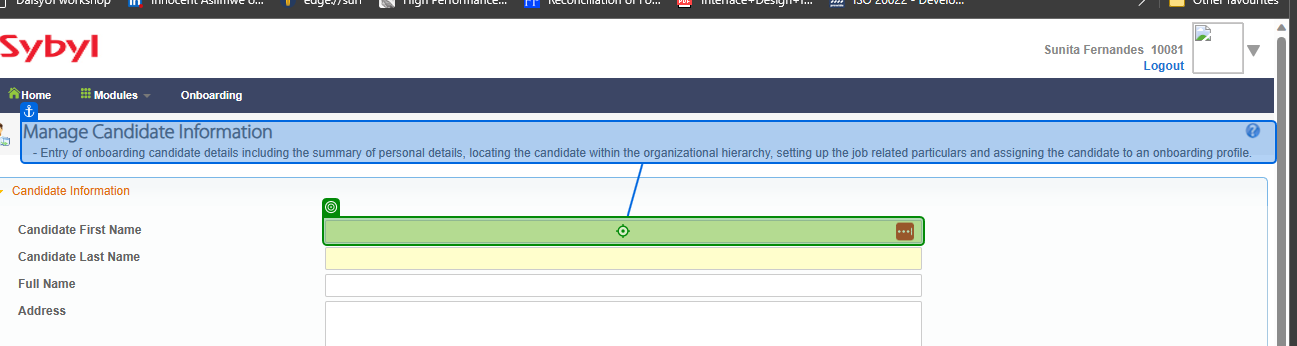 workshop
Innocent Asiimwe o...
edge://surf
High Performance...
Reconciliation of Fo...
ISO 20022 - Develo...
Other favourites
Sybyl
Sunita Fernandes 10081
Logout
Home Modules Onboarding
Manage Candidate Information
- Entry of onboarding candidate details including the summary of personal details, locating the candidate within the organizational hierarchy, setting up the job related particulars and assigning the candidate to an onboarding profile.
Candidate Information
Candidate First Name
Candidate Last Name
Full Name
Address